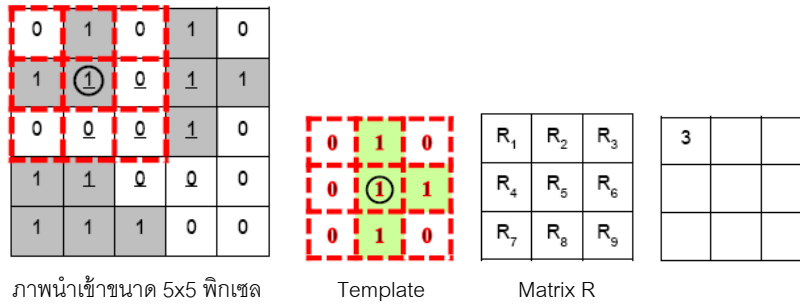 0 1 0 1 0
1 1 0 1 1
0 0 0 1 0
1 1 0 0 0
1 1 1 0 0
0 1 0
0 1 1
0 1 0
R1 R2 R3
R4 R5 R6
R7 R8 R9
3
ภาพนำเข้าขนาด 5x5 พิกเซล
Template
Matrix R